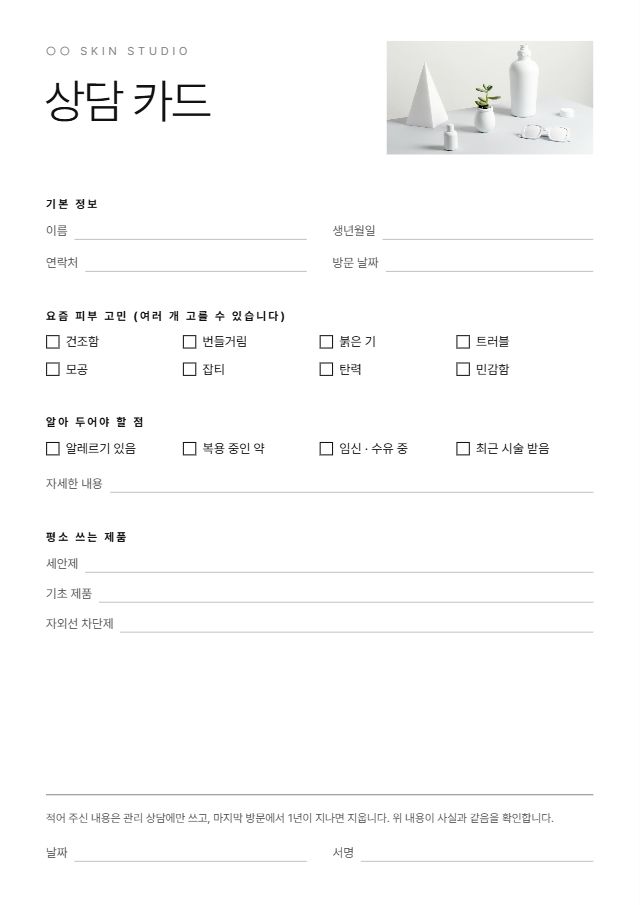 ○○ SKIN STUDIO
상담 카드
기본 정보
이름 생년월일
연락처 방문 날짜
요즘 피부 고민 (여러 개 고를 수 있습니다)
건조함 번들거림 붉은 기 트러블
모공 잡티 탄력 민감함
알아 두어야 할 점
알레르기 있음 복용 중인 약 임신 · 수유 중 최근 시술 받음
자세한 내용
평소 쓰는 제품
세안제
기초 제품
자외선 차단제
적어 주신 내용은 관리 상담에만 쓰고, 마지막 방문에서 1년이 지나면 지웁니다. 위 내용이 사실과 같음을 확인합니다.
날짜 서명